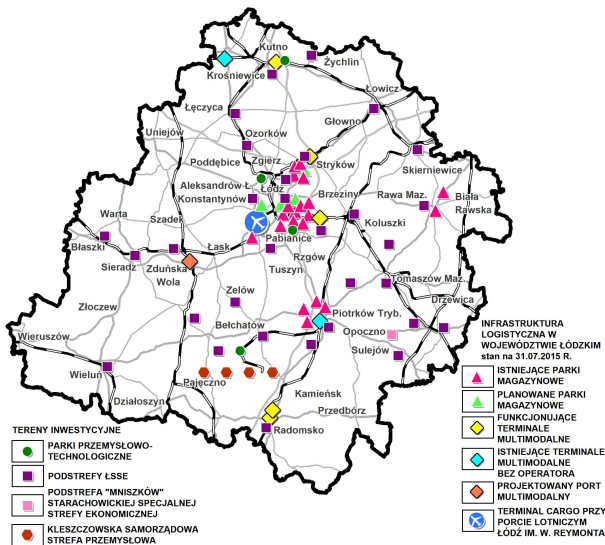 Kutno
Żychlin
Krośniewice
Łowicz
Łęczyca
Głowno
Uniejów
Ozorków
Poddębice
Zgierz
Stryków
Skierniewice
Aleksandrów Ł.
Łódź
Brzeziny
Rawa Maz.
Biała
Rawska
Konstantynów
Warta
Szadek
Koluszki
Pabianice
Błaszki
Łask
Rzgów
Sieradz
Zduńska
Wola
Tuszyn
Tomaszów Maz.
Zelów
Drzewica
Złoczew
Piotrków Tryb.
Bełchatów
Opoczno
Wieruszów
Sulejów
Wieluń
Pajęczno
Kamieńsk
Działoszyn
Przedbórz
Radomsko
TERENY INWESTYCYJNE
PARKI PRZEMYSŁOWO-
TECHNOLOGICZNE
PODSTREFY ŁSSE
PODSTREFA "MNISZKÓW"
STARACHOWICKIEJ SPECJALNEJ
STREFY EKONOMICZNEJ
KLESZCZOWSKA SAMORZĄDOWA
STREFA PRZEMYSŁOWA
INFRASTRUKTURA
LOGISTYCZNA W
WOJEWÓDZTWIE ŁÓDZKIM
stan na 31.07.2015 R.
ISTNIEJĄCE PARKI
MAGAZYNOWE
PLANOWANE PARKI
MAGAZYNOWE
FUNKCJONUJĄCE
TERMINALE
MULTIMODALNE
ISTNIEJĄCE TERMINALE
MULTIMODALNE
BEZ OPERATORA
PROJEKTOWANY PORT
MULTIMODALNY
TERMINAL CARGO PRZY
PORCIE LOTNICZYM
ŁÓDŹ IM. W. REYMONTA